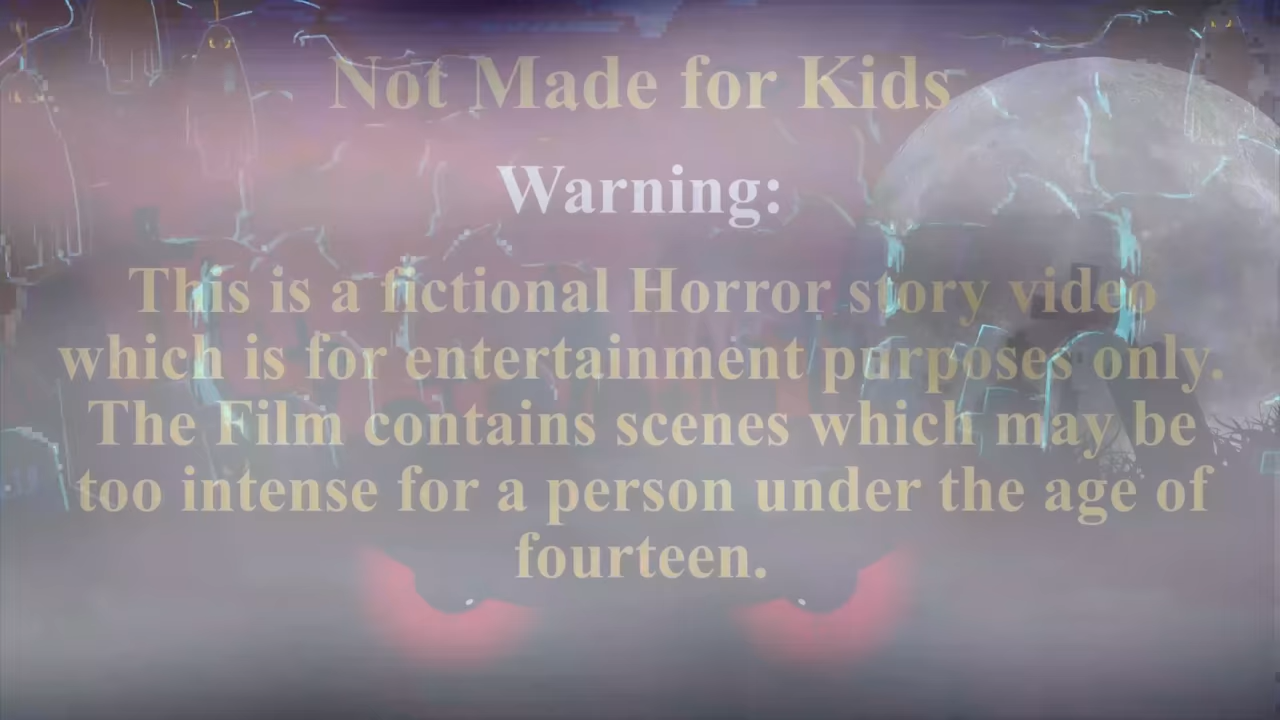 Not Made for Kids
Warning:
This is a fictional Horror story video
which is for entertainment purposes only.
The Film contains scenes which may be
too intense for a person under the age of
fourteen.